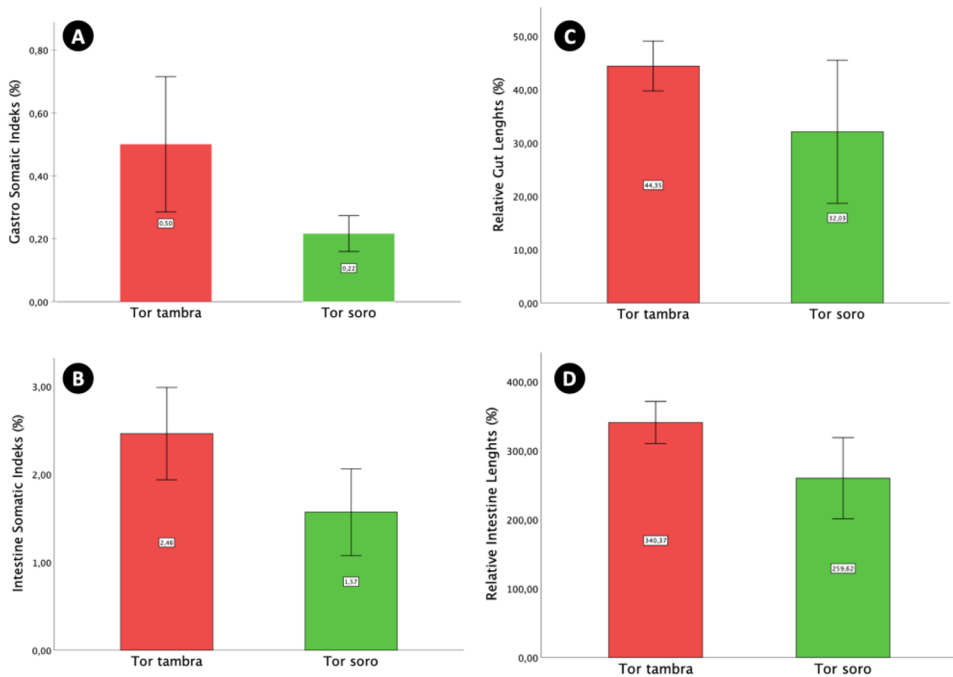 A
Gastro Somatic Indeks (%)
0,80
0,60
0,40
0,20
0,00
0,50
0,22
Tor tambra
Tor soro
C
Relative Gut Lenghts (%)
50,00
40,00
30,00
20,00
10,00
0,00
44,35
32,03
Tor tambra
Tor soro
B
Intestine Somatic Indeks (%)
3,00
2,00
1,00
0,00
2,46
1,57
Tor tambra
Tor soro
D
Relative Intestine Lenghts (%)
400,00
300,00
200,00
100,00
0,00
340,37
259,62
Tor tambra
Tor soro